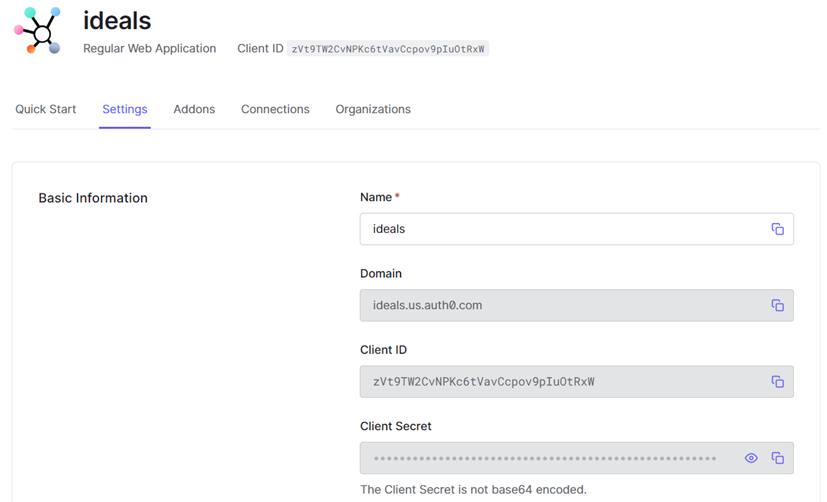 ideals
Regular Web Application Client ID zVt9TW2CvNPKc6tVavCcpov9pIuOtRxW
Quick Start Settings Addons Connections Organizations
Basic Information
Name *
ideals
Domain
ideals.us.auth0.com
Client ID
zVt9TW2CvNPKc6tVavCcpov9pIuOtRxW
Client Secret
The Client Secret is not base64 encoded.